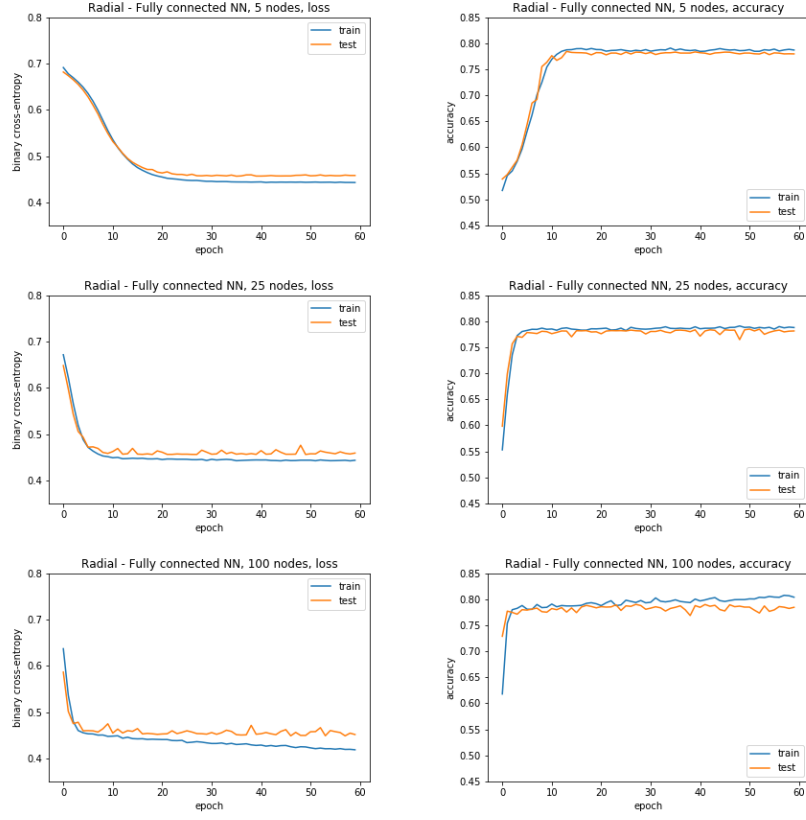 Radial - Fully connected NN, 5 nodes, loss
0.8
0.7
0.6
0.5
0.4
binary cross-entropy
train
test
0 10 20 30 40 50 60
epoch
Radial - Fully connected NN, 5 nodes, accuracy
0.85
0.80
0.75
0.70
0.65
0.60
0.55
0.50
0.45
accuracy
train
test
0 10 20 30 40 50 60
epoch
Radial - Fully connected NN, 25 nodes, loss
0.8
0.7
0.6
0.5
0.4
binary cross-entropy
train
test
0 10 20 30 40 50 60
epoch
Radial - Fully connected NN, 25 nodes, accuracy
0.85
0.80
0.75
0.70
0.65
0.60
0.55
0.50
0.45
accuracy
train
test
0 10 20 30 40 50 60
epoch
Radial - Fully connected NN, 100 nodes, loss
0.8
0.7
0.6
0.5
0.4
binary cross-entropy
train
test
0 10 20 30 40 50 60
epoch
Radial - Fully connected NN, 100 nodes, accuracy
0.85
0.80
0.75
0.70
0.65
0.60
0.55
0.50
0.45
accuracy
train
test
0 10 20 30 40 50 60
epoch